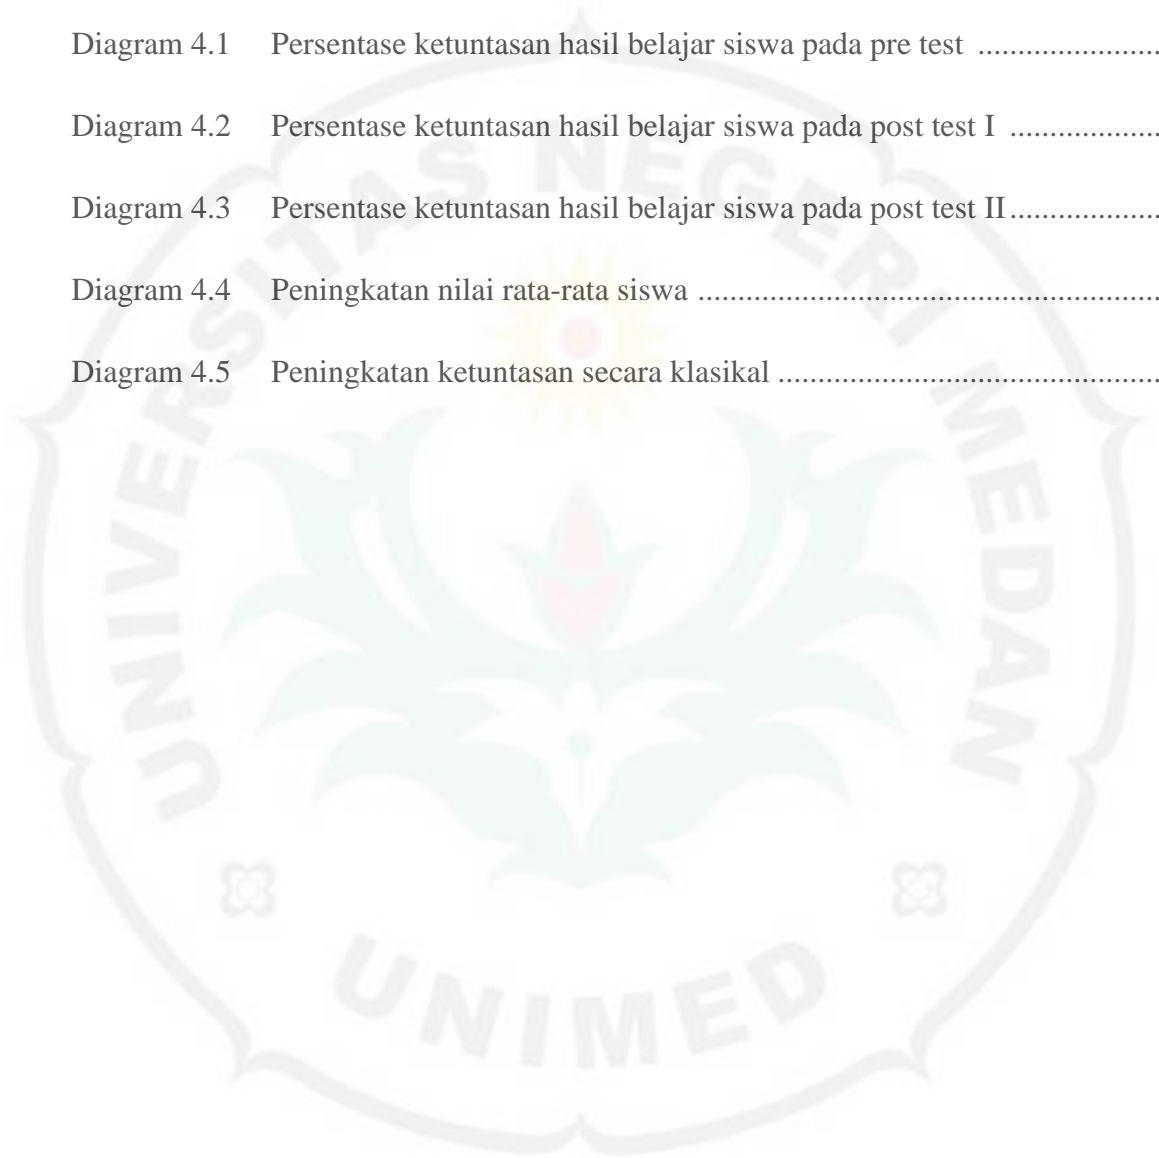 Diagram 4.1 Persentase ketuntasan hasil belajar siswa pada pre test .......................
Diagram 4.2 Persentase ketuntasan hasil belajar siswa pada post test I ...................
Diagram 4.3 Persentase ketuntasan hasil belajar siswa pada post test II ...................
Diagram 4.4 Peningkatan nilai rata-rata siswa ..........................................................
Diagram 4.5 Peningkatan ketuntasan secara klasikal ................................................
UNIVERSITAS NEGERI MEDAN
UNIMED